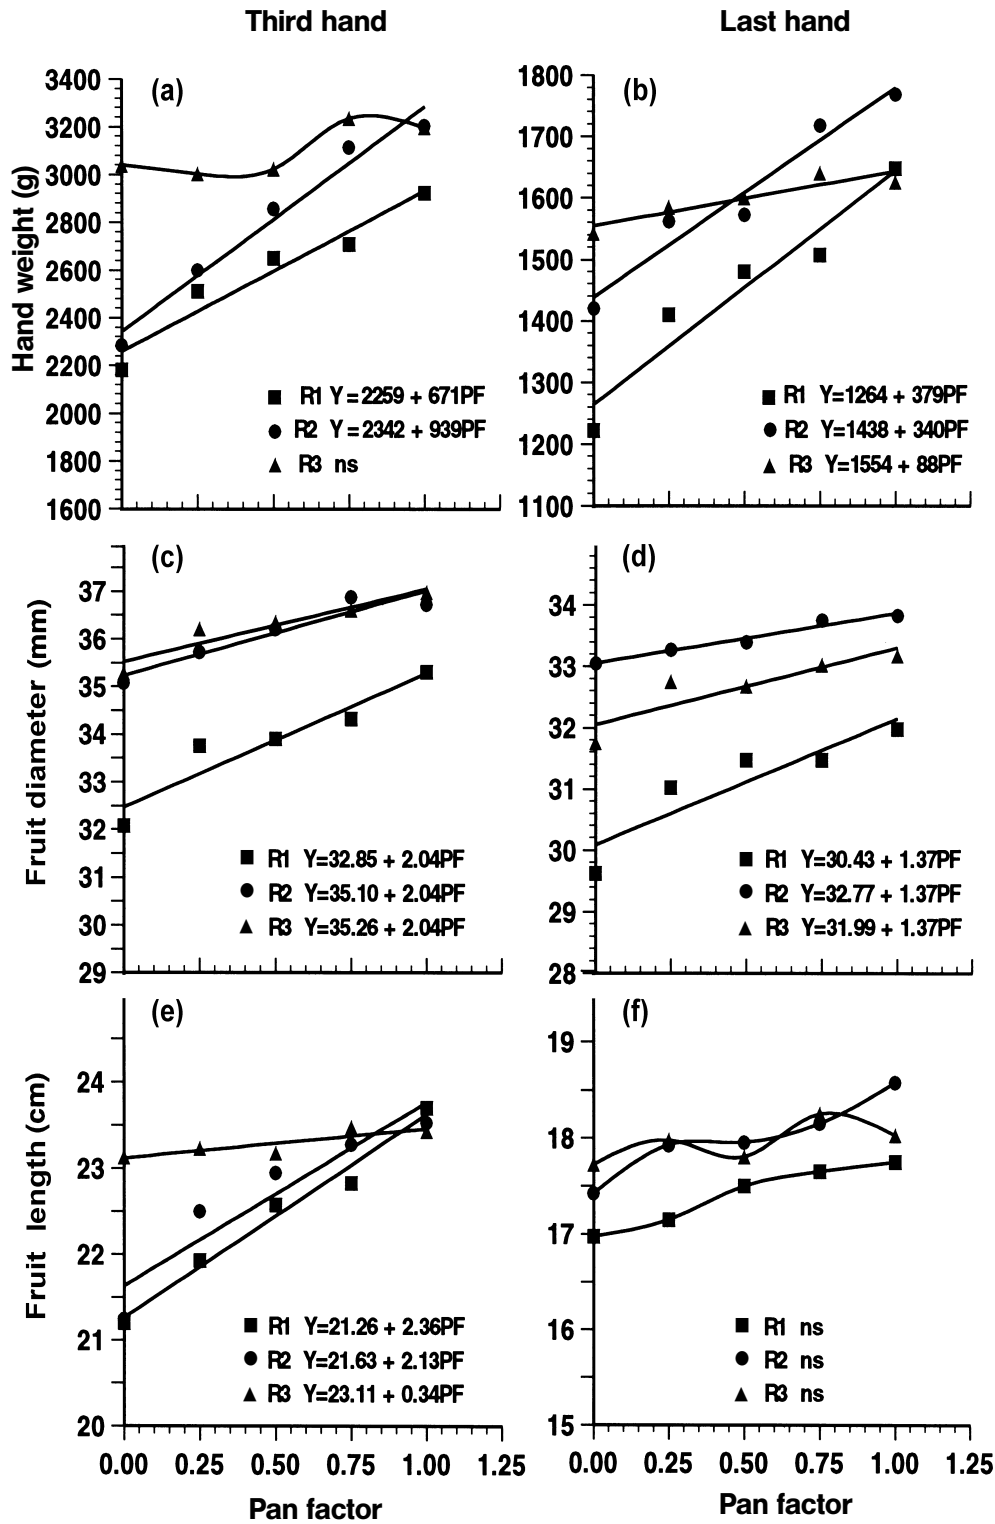 Third hand
Last hand
Hand weight (g)
3400
3200
3000
2800
2600
2400
2200
2000
1800
1600
(a)
R1 Y = 2259 + 671PF
R2 Y = 2342 + 939PF
R3 ns
1800
1700
1600
1500
1400
1300
1200
1100
(b)
R1 Y=1264 + 379PF
R2 Y=1438 + 340PF
R3 Y=1554 + 88PF
Fruit diameter (mm)
37
36
35
34
33
32
31
30
29
(c)
R1 Y=32.85 + 2.04PF
R2 Y=35.10 + 2.04PF
R3 Y=35.26 + 2.04PF
34
33
32
31
30
29
28
(d)
R1 Y=30.43 + 1.37PF
R2 Y=32.77 + 1.37PF
R3 Y=31.99 + 1.37PF
Fruit length (cm)
24
23
22
21
20
(e)
R1 Y=21.26 + 2.36PF
R2 Y=21.63 + 2.13PF
R3 Y=23.11 + 0.34PF
0.00 0.25 0.50 0.75 1.00 1.25
Pan factor
19
18
17
16
15
(f)
R1 ns
R2 ns
R3 ns
0.00 0.25 0.50 0.75 1.00 1.25
Pan factor